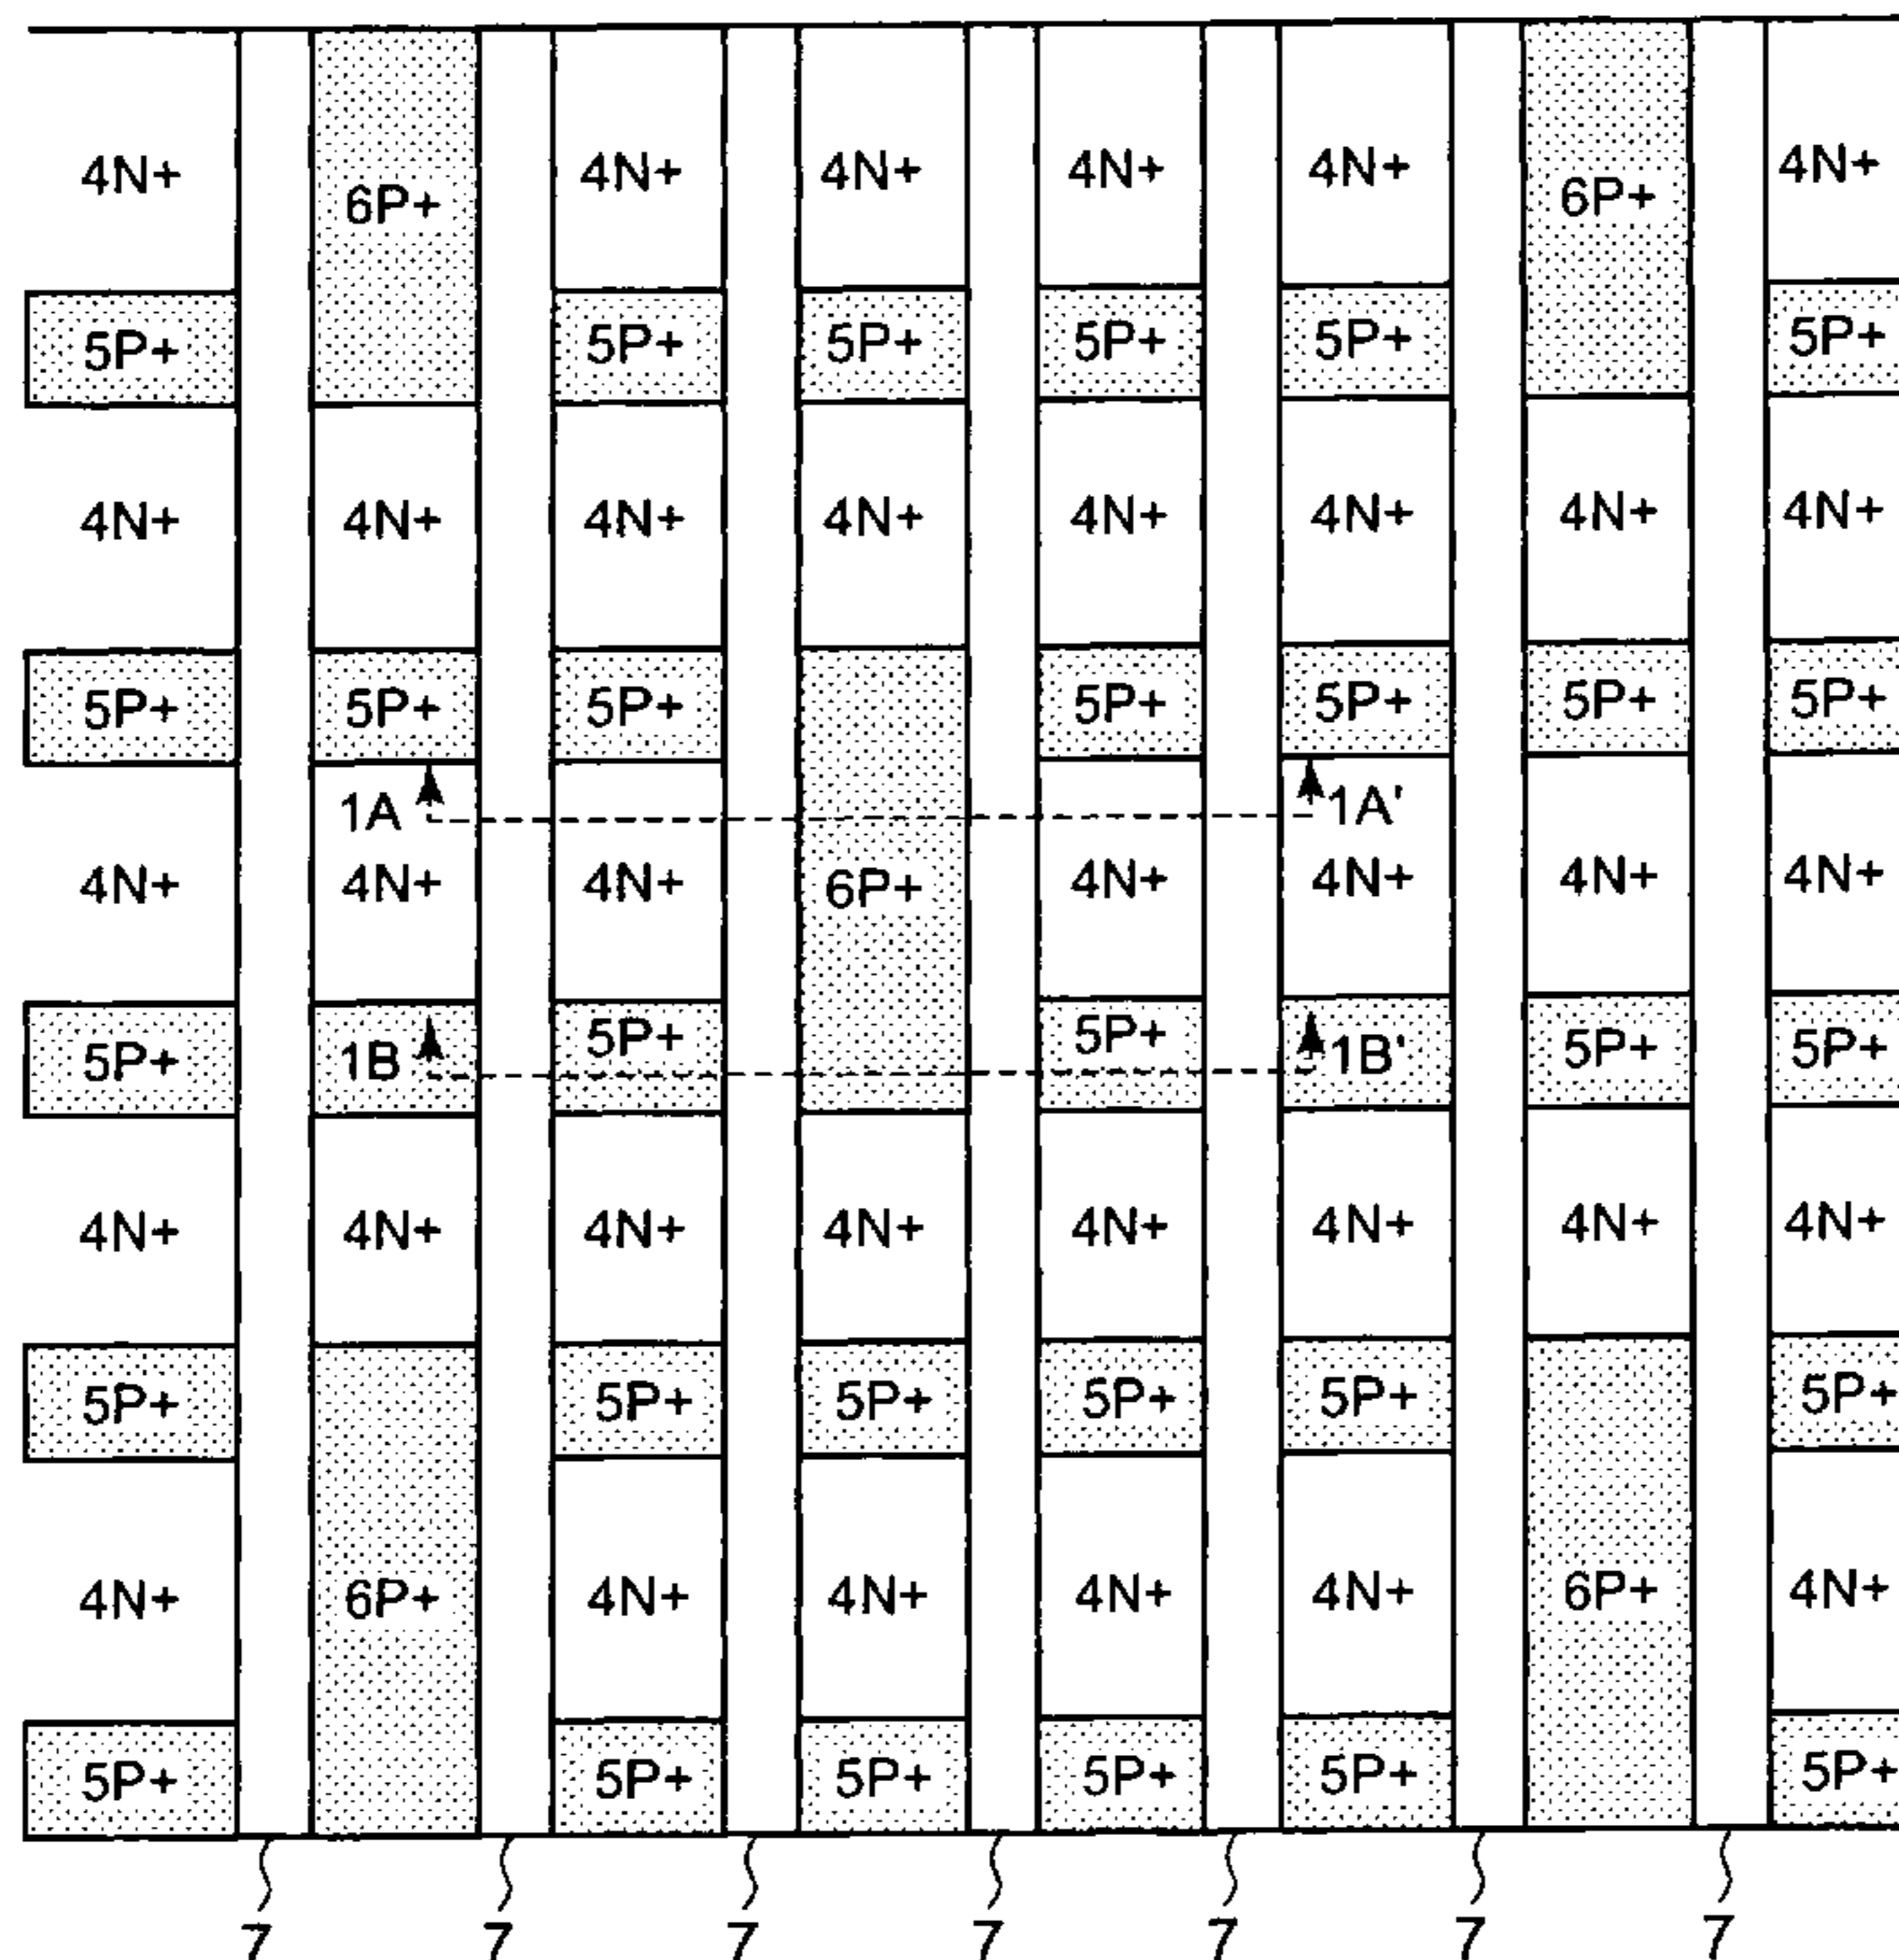 4N+ 6P+ 4N+ 4N+ 4N+ 4N+ 6P+ 4N+
5P+ 5P+ 5P+ 5P+ 5P+ 5P+
4N+ 4N+ 4N+ 4N+ 4N+ 4N+ 4N+ 4N+
5P+ 5P+ 5P+ 5P+ 5P+ 5P+ 5P+
1A 1A'
4N+ 4N+ 4N+ 6P+ 4N+ 4N+ 4N+ 4N+
5P+ 1B 5P+ 5P+ 1B' 5P+ 5P+
4N+ 4N+ 4N+ 4N+ 4N+ 4N+ 4N+ 4N+
5P+ 5P+ 5P+ 5P+ 5P+ 5P+
4N+ 6P+ 4N+ 4N+ 4N+ 4N+ 6P+ 4N+
5P+ 5P+ 5P+ 5P+ 5P+ 5P+
7 7 7 7 7 7 7